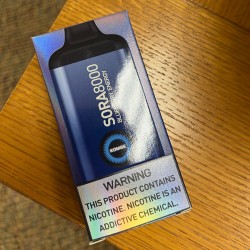 SORA8000
WARNING
THIS PRODUCT CONTAINS
NICOTINE. NICOTINE IS AN
ADDICTIVE CHEMICAL.